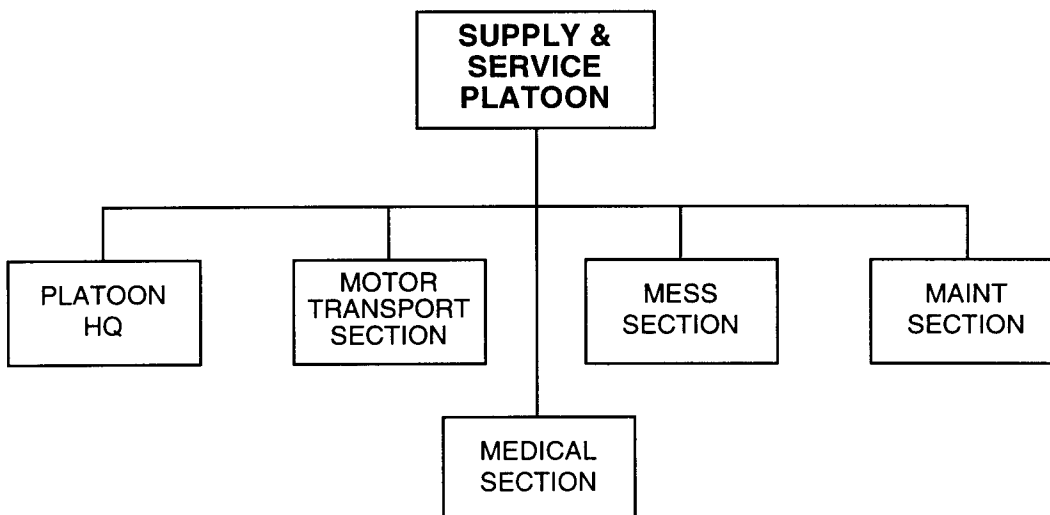 SUPPLY &
SERVICE
PLATOON
PLATOON
HQ
MOTOR
TRANSPORT
SECTION
MESS
SECTION
MAINT
SECTION
MEDICAL
SECTION